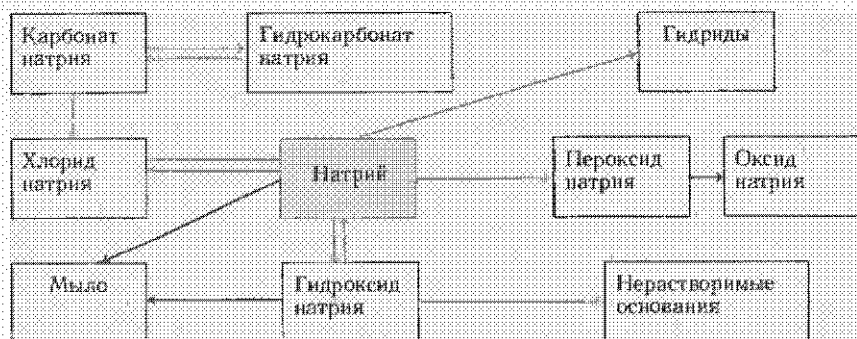 Карбонат
натрия
Гидрокарбонат
натрия
Гидриды
Хлорид
натрия
Натрий
Пероксид
натрия
Оксид
натрия
Мыло
Гидроксид
натрия
Нерастворимые
основания